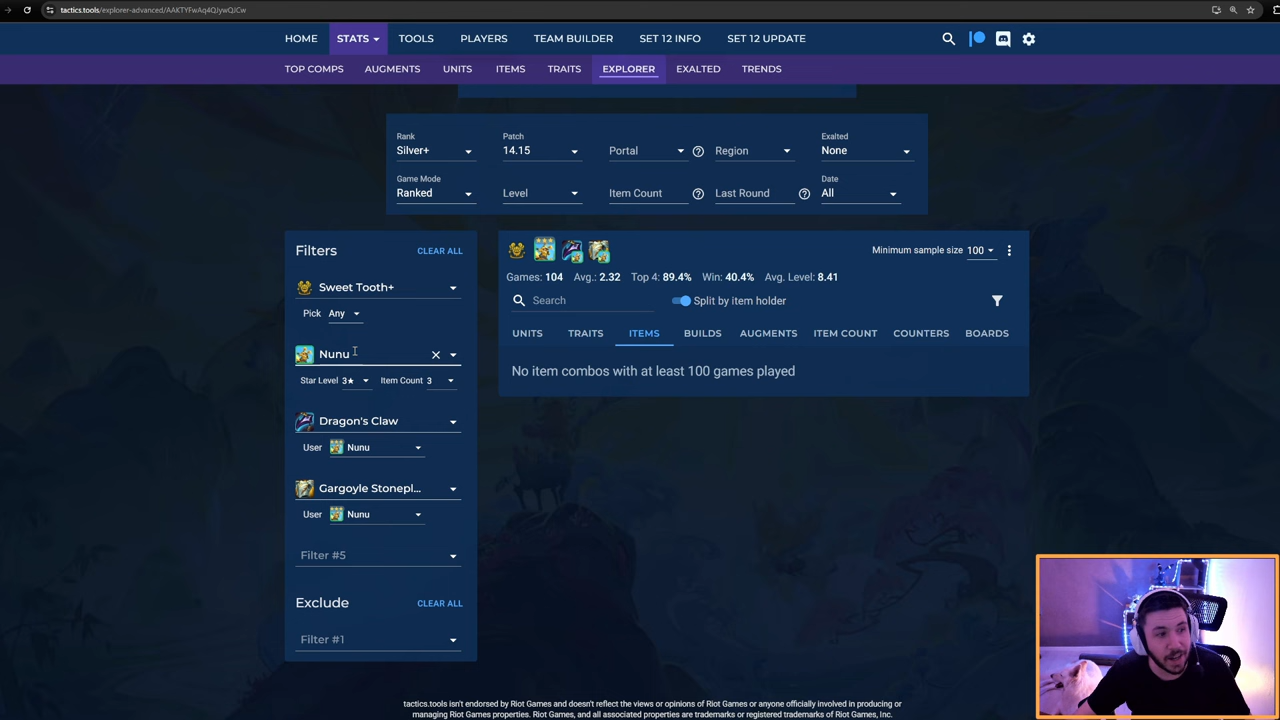 tactics.tools/explorer-advanced/AAKTYFwAq4QJywQJCw
HOME
STATS
TOOLS
PLAYERS
TEAM BUILDER
SET 12 INFO
SET 12 UPDATE
TOP COMPS
AUGMENTS
UNITS
ITEMS
TRAITS
EXPLORER
EXALTED
TRENDS
Rank
Silver+
Patch
14.15
Portal
Region
Exalted
None
Game Mode
Ranked
Level
Item Count
Last Round
Date
All
Filters
CLEAR ALL
Sweet Tooth+
Pick Any
Nunu
Star Level 3★ Item Count 3
Dragon's Claw
User Nunu
Gargoyle Stonepl...
User Nunu
Filter #5
Exclude
CLEAR ALL
Filter #1
Minimum sample size 100
Games: 104 Avg.: 2.32 Top 4: 89.4% Win: 40.4% Avg. Level: 8.41
Search
Split by item holder
UNITS
TRAITS
ITEMS
BUILDS
AUGMENTS
ITEM COUNT
COUNTERS
BOARDS
No item combos with at least 100 games played
tactics.tools isn't endorsed by Riot Games and doesn't reflect the views or opinions of Riot Games or anyone officially involved in producing or
managing Riot Games properties. Riot Games, and all associated properties are trademarks or registered trademarks of Riot Games, Inc.